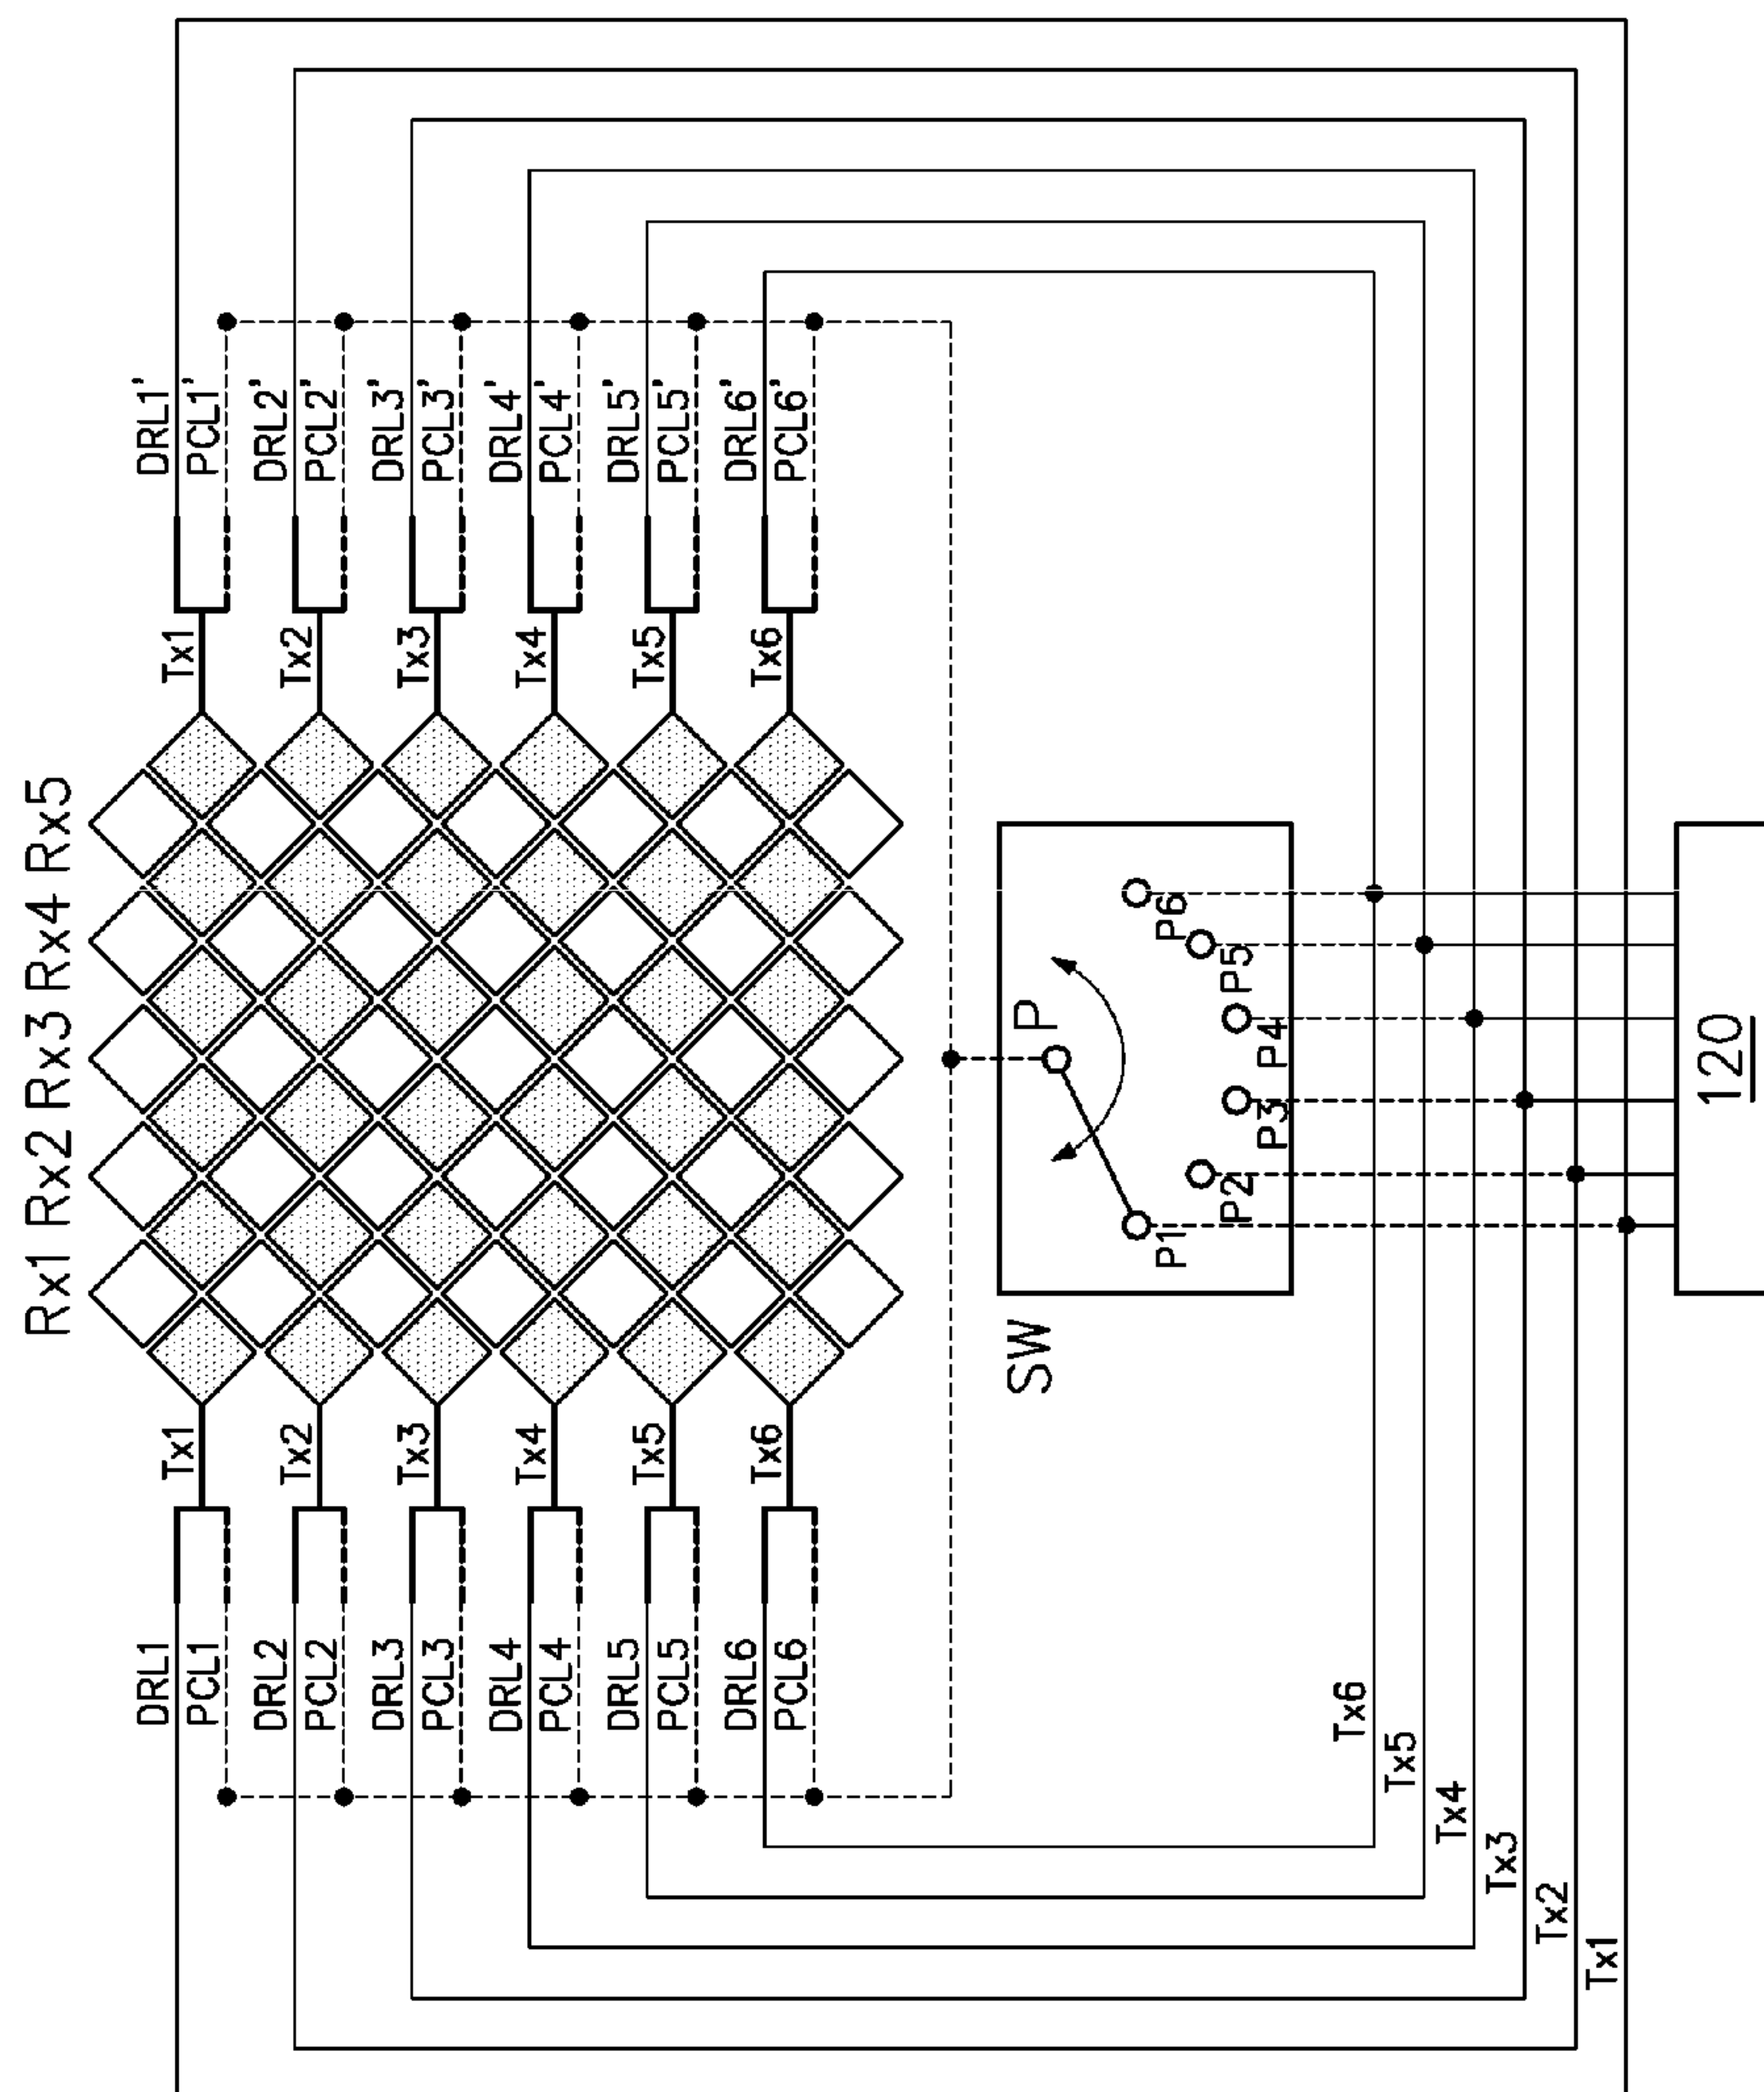 Rx1 Rx2 Rx3 Rx4 Rx5
DRL1
PCL1
Tx1
Tx1
DRL1'
PCL1'
DRL2
PCL2
Tx2
Tx2
DRL2'
PCL2'
DRL3
PCL3
Tx3
Tx3
DRL3'
PCL3'
DRL4
PCL4
Tx4
Tx4
DRL4'
PCL4'
DRL5
PCL5
Tx5
Tx5
DRL5'
PCL5'
DRL6
PCL6
Tx6
Tx6
DRL6'
PCL6'
SW
P
P1
P2
P3
P4
P5
P6
Tx6
Tx5
Tx4
Tx3
Tx2
Tx1
120